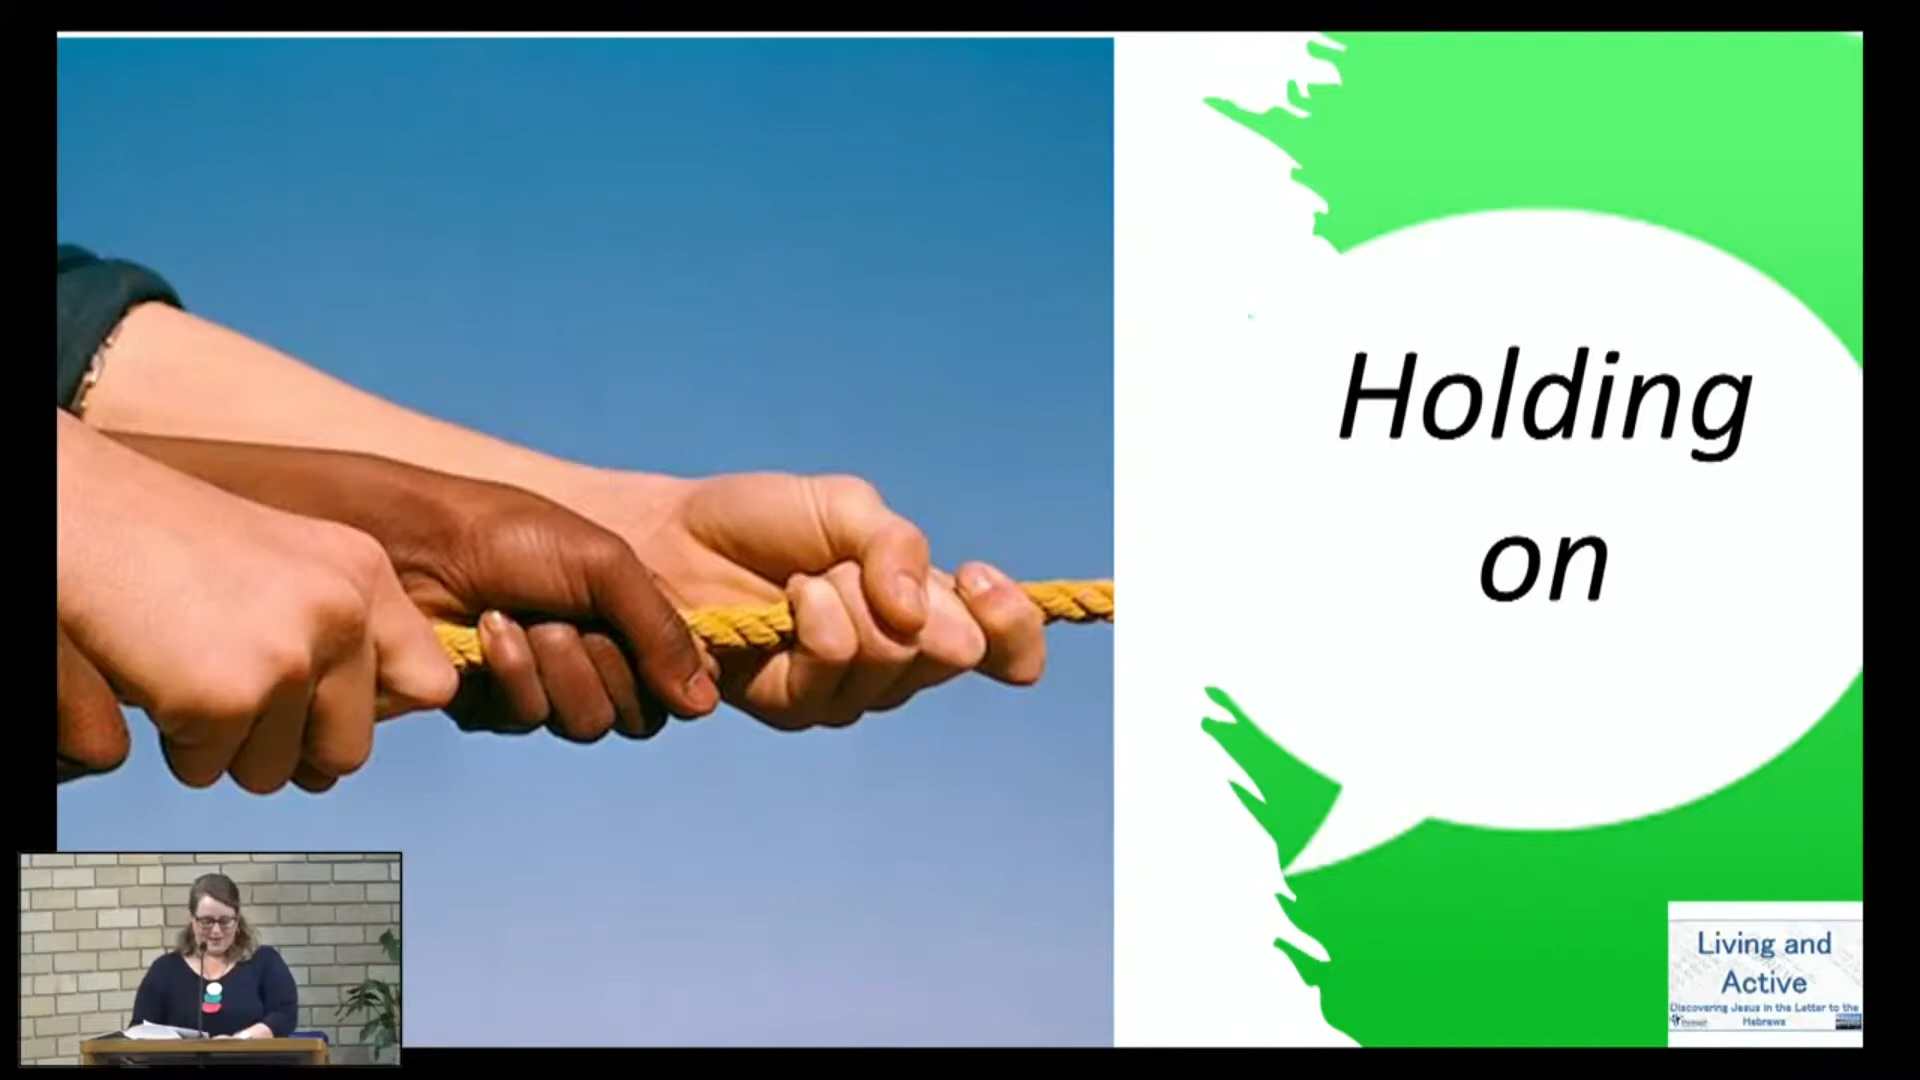 Holding
on
Living and
Active
Discovering Jesus in the Letter to the
Hebrews